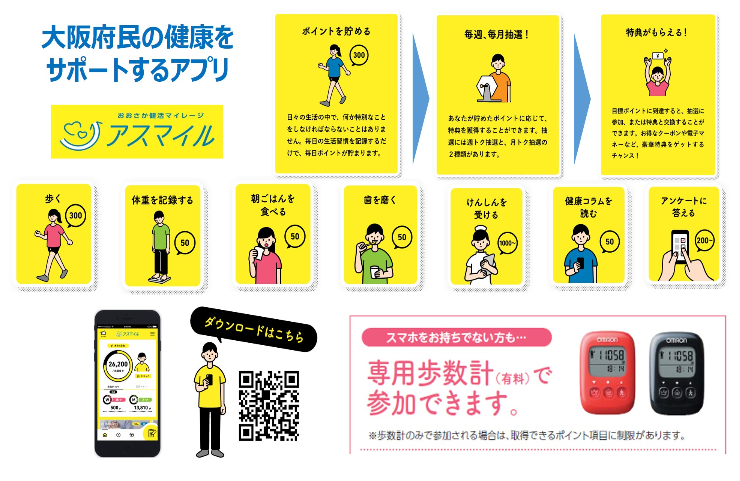 大阪府民の健康を
サポートするアプリ
おおさか健活マイレージ
アスマイル
ポイントを貯める
300
日々の生活の中で、何か特別なこと
をしなければならないことはありま
せん。毎日の生活習慣を記録するだ
けで、毎日ポイントが貯まります。
毎週、毎月抽選！
あなたが貯めたポイントに応じて、
特典を獲得することができます。抽
選には週トク抽選と、月トク抽選の
2種類があります。
特典がもらえる！
目標ポイントに到達すると、抽選に
参加、または特典と交換することが
できます。お得なクーポンや電子マ
ネーなど、豪華特典をゲットする
チャンス！
歩く
300
体重を記録する
50
朝ごはんを
食べる
50
歯を磨く
50
けんしんを
受ける
1000~
健康コラムを
読む
50
アンケートに
答える
200~
アスマイル
26,200
500
13,810
ダウンロードはこちら
スマホをお持ちでない方も…
専用歩数計（有料）で
参加できます。
OMRON
11058
18:14
OMRON
11058
18:14
※歩数計のみで参加される場合は、取得できるポイント項目に制限があります。